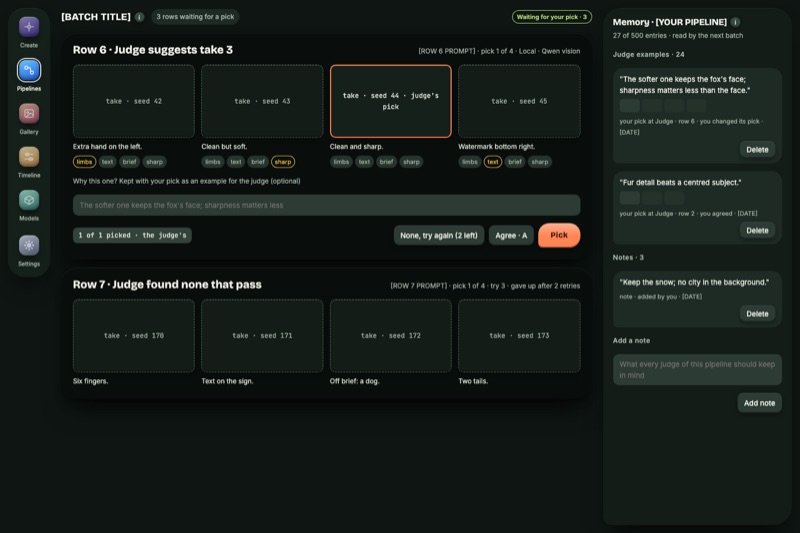 Create
Pipelines
Gallery
Timeline
Models
Settings
[BATCH TITLE] i 3 rows waiting for a pick
Waiting for your pick · 3
Row 6 · Judge suggests take 3
[ROW 6 PROMPT] · pick 1 of 4 · Local · Qwen vision
take · seed 42
take · seed 43
take · seed 44 · judge's
pick
take · seed 45
Extra hand on the left.
Clean but soft.
Clean and sharp.
Watermark bottom right.
limbs text brief sharp
limbs text brief sharp
limbs text brief sharp
limbs text brief sharp
Why this one? Kept with your pick as an example for the judge (optional)
The softer one keeps the fox's face; sharpness matters less
1 of 1 picked · the judge's
None, try again (2 left)
Agree · A
Pick
Row 7 · Judge found none that pass
[ROW 7 PROMPT] · pick 1 of 4 · try 3 · gave up after 2 retries
take · seed 170
take · seed 171
take · seed 172
take · seed 173
Six fingers.
Text on the sign.
Off brief: a dog.
Two tails.
Memory · [YOUR PIPELINE] i
27 of 500 entries · read by the next batch
Judge examples · 24
"The softer one keeps the fox's face;
sharpness matters less than the face."
your pick at Judge · row 6 · you changed its pick ·
[DATE]
Delete
"Fur detail beats a centred subject."
your pick at Judge · row 2 · you agreed · [DATE]
Delete
Notes · 3
"Keep the snow; no city in the background."
note · added by you · [DATE]
Delete
Add a note
What every judge of this pipeline should keep
in mind
Add note